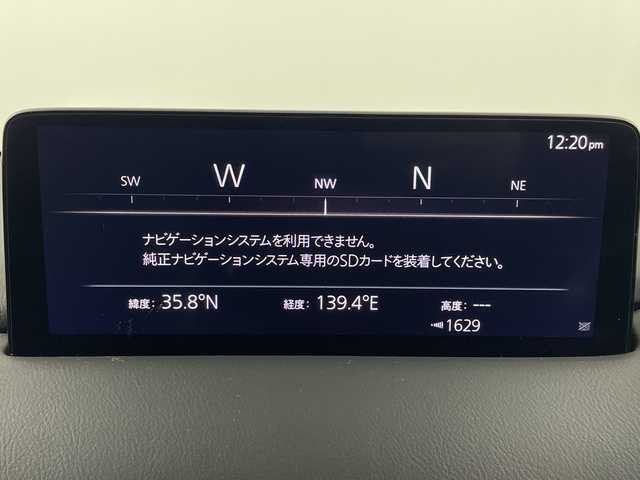 12:20pm
SW W NW N NE
ナビゲーションシステムを利用できません。
純正ナビゲーションシステム専用のSDカードを装着してください。
緯度: 35.8°N 経度: 139.4°E 高度: ---
1629